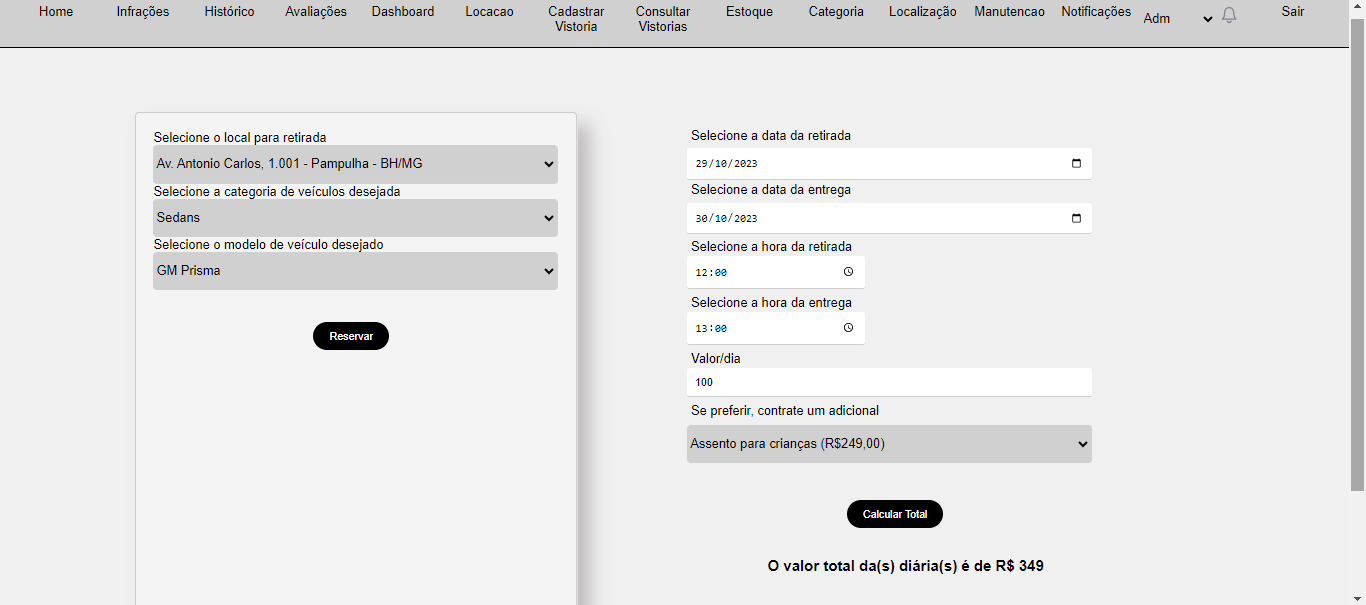 Home Infrações Histórico Avaliações Dashboard Locacao Cadastrar Vistoria Consultar Vistorias Estoque Categoria Localização Manutencao Notificações Adm Sair
Selecione o local para retirada
Av. Antonio Carlos, 1.001 - Pampulha - BH/MG
Selecione a categoria de veículos desejada
Sedans
Selecione o modelo de veículo desejado
GM Prisma
Reservar
Selecione a data da retirada
29/10/2023
Selecione a data da entrega
30/10/2023
Selecione a hora da retirada
12:00
Selecione a hora da entrega
13:00
Valor/dia
100
Se preferir, contrate um adicional
Assento para crianças (R$249,00)
Calcular Total
O valor total da(s) diária(s) é de R$ 349